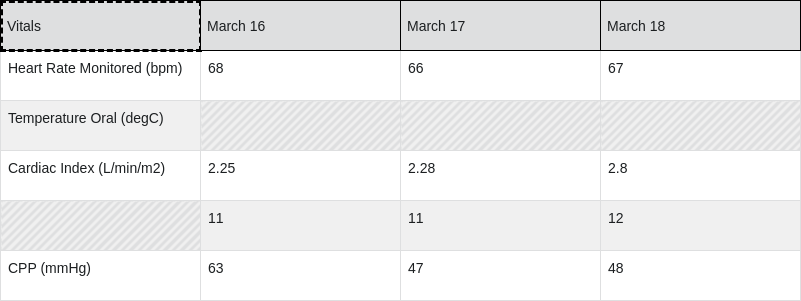 Vitals March 16 March 17 March 18
Heart Rate Monitored (bpm) 68 66 67
Temperature Oral (degC)
Cardiac Index (L/min/m2) 2.25 2.28 2.8
11 11 12
CPP (mmHg) 63 47 48